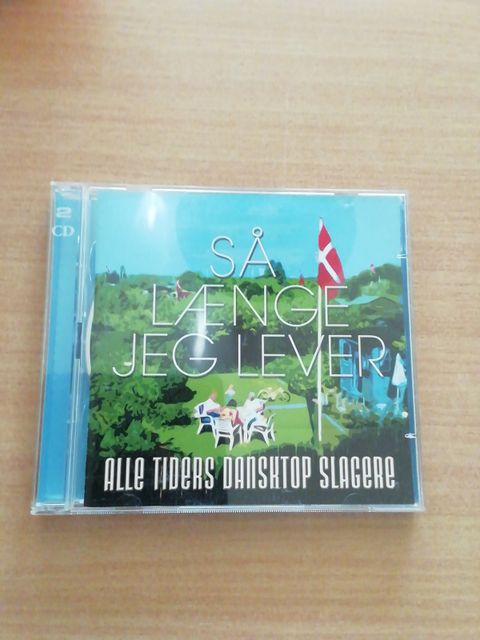 2
CD
SÅ
LÆNGE
JEG LEVER
ALLE TIDERS DANSKTOP SLAGERE